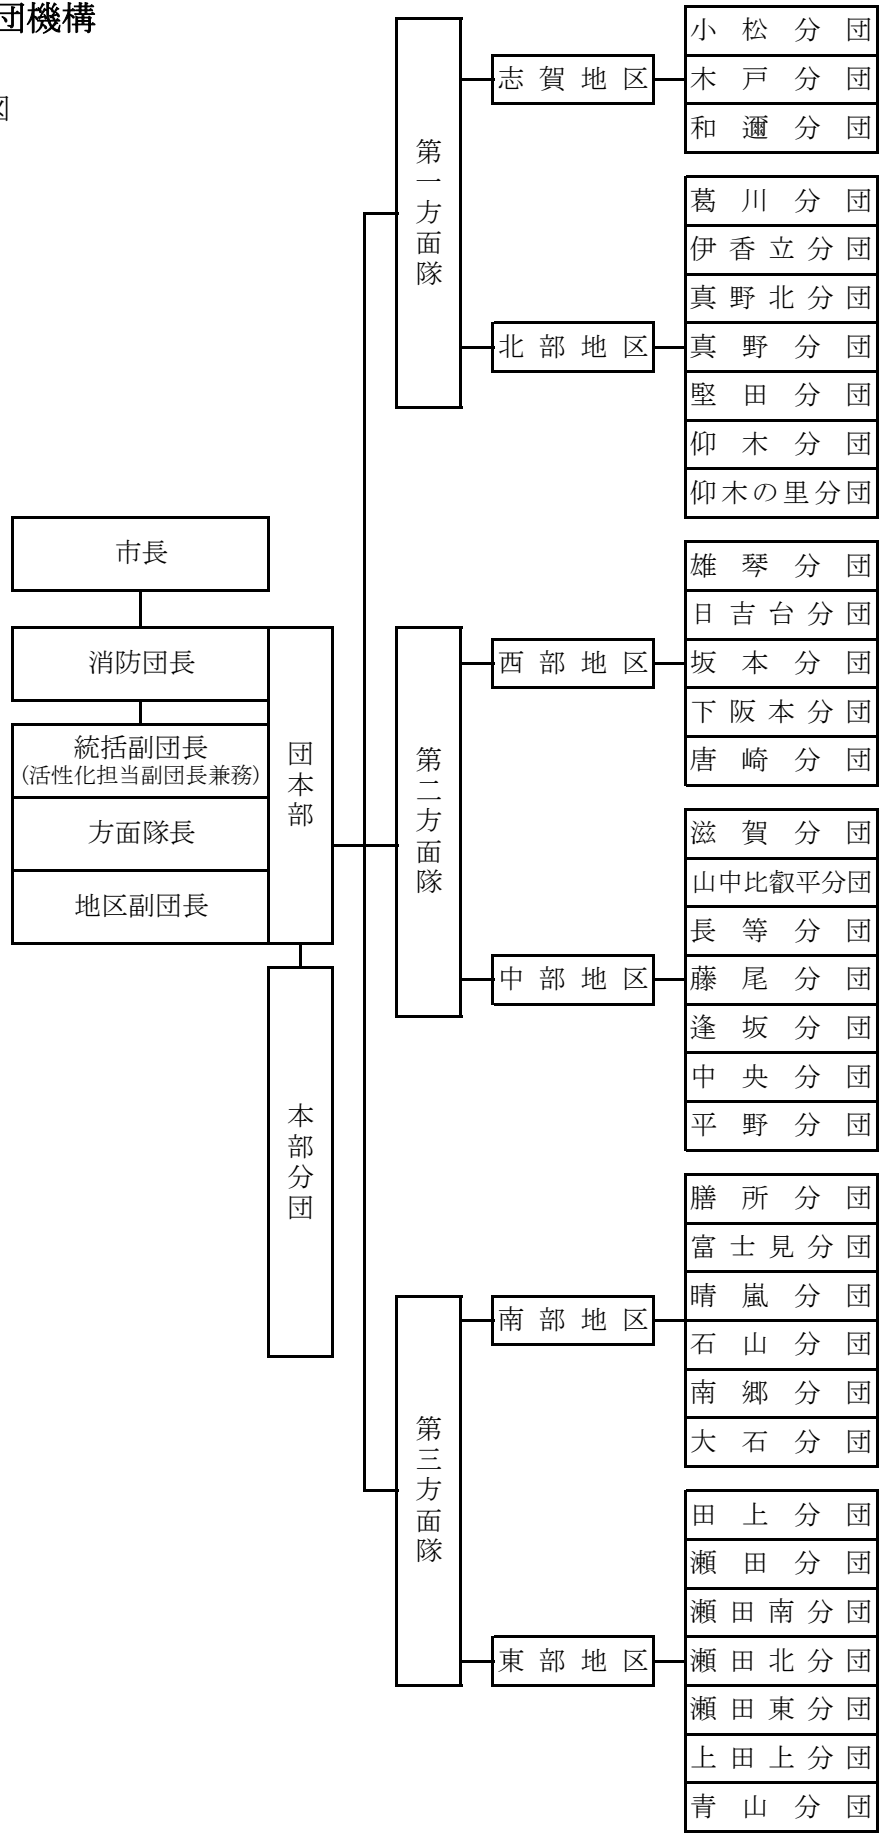 団機構
図
市長
消防団長
統括副団長
(活性化担当副団長兼務)
方面隊長
地区副団長
団本部
本部分団
第一方面隊
志賀地区
小松分団
木戸分団
和邇分団
北部地区
葛川分団
伊香立分団
真野北分団
真野分団
堅田分団
仰木分団
仰木の里分団
第二方面隊
西部地区
雄琴分団
日吉台分団
坂本分団
下阪本分団
唐崎分団
中部地区
滋賀分団
山中比叡平分団
長等分団
藤尾分団
逢坂分団
中央分団
平野分団
第三方面隊
南部地区
膳所分団
富士見分団
晴嵐分団
石山分団
南郷分団
大石分団
東部地区
田上分団
瀬田分団
瀬田南分団
瀬田北分団
瀬田東分団
上田上分団
青山分団